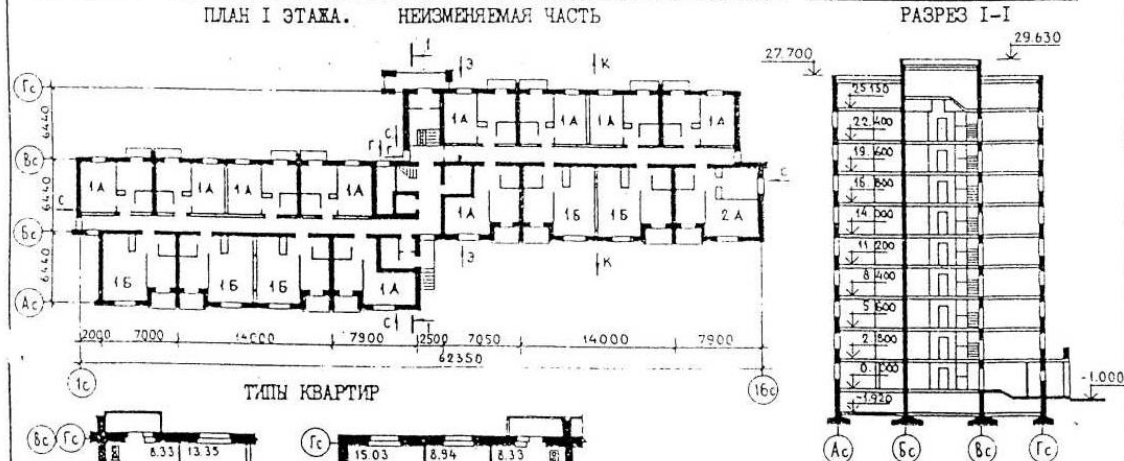 ПЛАН I ЭТАЖА. НЕИЗМЕНЯЕМАЯ ЧАСТЬ
РАЗРЕЗ I-I
1
Э
К
27.700
29.630
Гс
6440
1А
1А
1А
1А
С
Г
Г
Вс
6440
1А
1А
1А
1А
1А
1Б
1Б
2А
С
С
Бс
6440
1Б
1Б
1Б
1А
Э
К
Ас
С
1
2000
7000
14000
7900
2500
7050
14000
7900
62350
1с
16с
25.150
22.400
19.600
16.800
14.000
11.200
8.400
5.600
2.800
-1.000
-1.920
Ас
Бс
Вс
Гс
ТИПЫ КВАРТИР
Вс
Гс
8.33
13.35
Гс
15.03
8.94
8.33